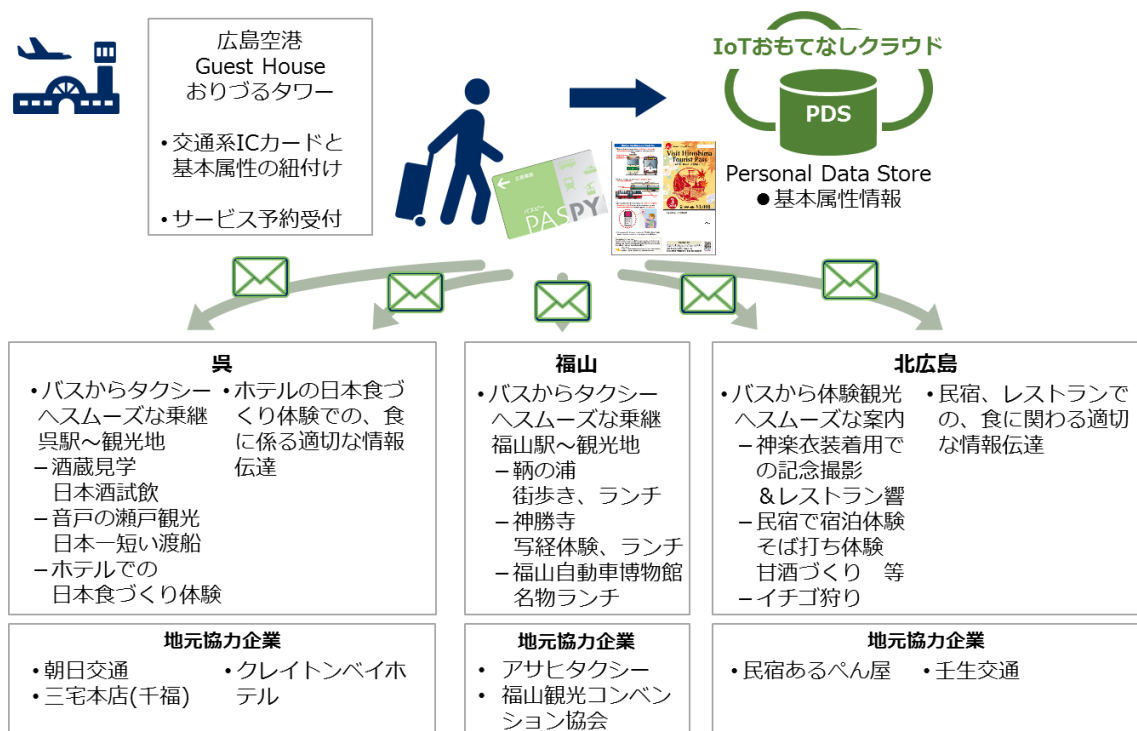 広島空港
Guest House
おりづるタワー
• 交通系ICカードと
基本属性の紐付け
• サービス予約受付
PASPY
Visit Hiroshima
Tourist Pass
IoTおもてなしクラウド
PDS
Personal Data Store
●基本属性情報
呉
• バスからタクシー
へスムーズな乗継
呉駅～観光地
– 酒蔵見学
日本酒試飲
– 音戸の瀬戸観光
日本一短い渡船
– ホテルでの
日本食づくり体験
• ホテルの日本食づ
くり体験での、食
に係る適切な情報
伝達
福山
• バスからタクシー
へスムーズな乗継
福山駅～観光地
– 鞆の浦
街歩き、ランチ
– 神勝寺
写経体験、ランチ
– 福山自動車博物館
名物ランチ
北広島
• バスから体験観光
へスムーズな案内
– 神楽衣装着用で
の記念撮影
＆レストラン響
– 民宿で宿泊体験
そば打ち体験
甘酒づくり　等
– イチゴ狩り
• 民宿、レストランで
の、食に関わる適切
な情報伝達
地元協力企業
• 朝日交通
• 三宅本店(千福)
• クレイトンベイホ
テル
地元協力企業
• アサヒタクシー
• 福山観光コンベン
ション協会
地元協力企業
• 民宿あるぺん屋
• 壬生交通